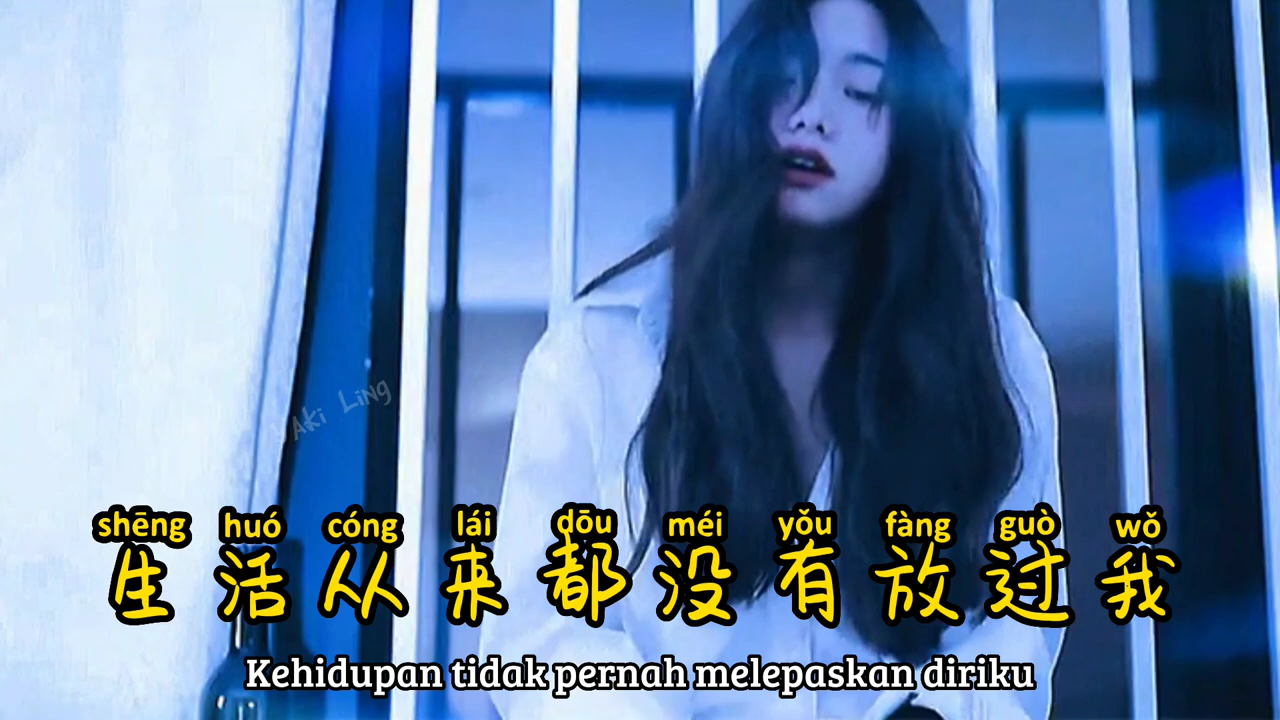 YAKi LiNg
shēng huó cóng lái dōu méi yǒu fàng guò wǒ
生活从来都没有放过我
Kehidupan tidak pernah melepaskan diriku